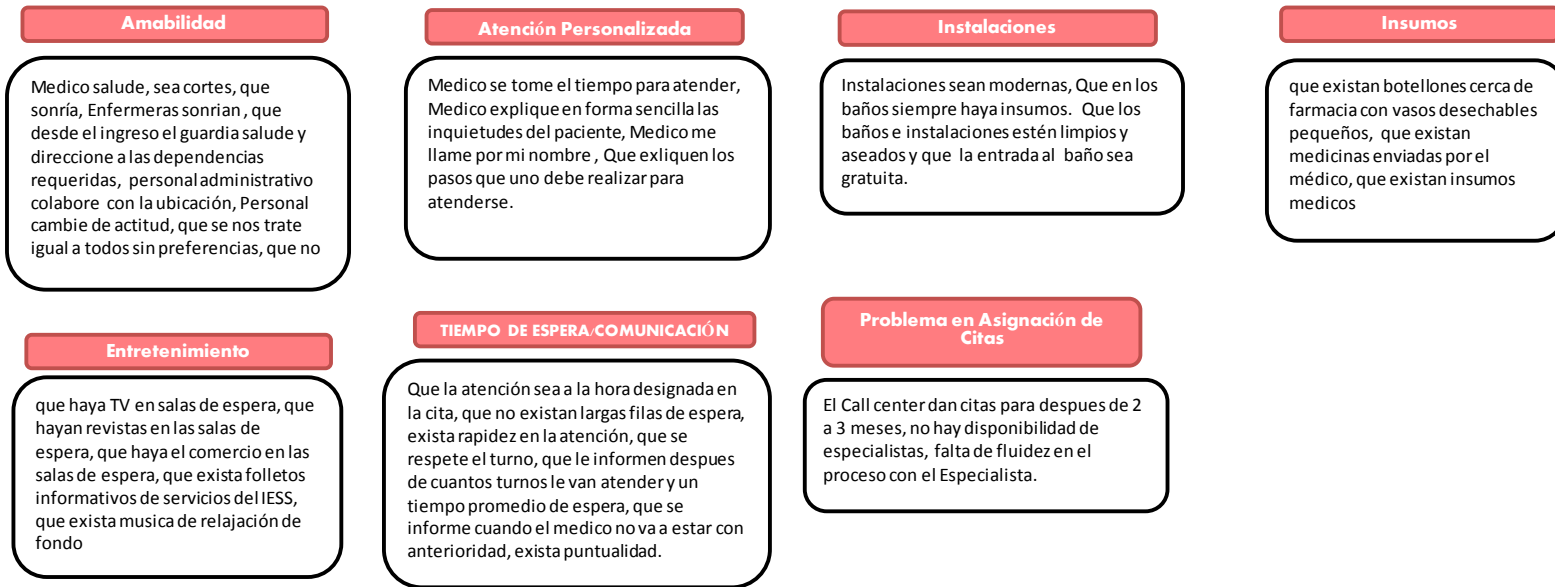 Amabilidad
Medico salude, sea cortes, que
sonría, Enfermeras sonrian , que
desde el ingreso el guardia salude y
direccione a las dependencias
requeridas, personal administrativo
colabore con la ubicación, Personal
cambie de actitud, que se nos trate
igual a todos sin preferencias, que no
Atención Personalizada
Medico se tome el tiempo para atender,
Medico explique en forma sencilla las
inquietudes del paciente, Medico me
llame por mi nombre , Que exliquen los
pasos que uno debe realizar para
atenderse.
Instalaciones
Instalaciones sean modernas, Que en los
baños siempre haya insumos. Que los
baños e instalaciones estén limpios y
aseados y que la entrada al baño sea
gratuita.
Insumos
que existan botellones cerca de
farmacia con vasos desechables
pequeños, que existan
medicinas enviadas por el
médico, que existan insumos
medicos
Entretenimiento
que haya TV en salas de espera, que
hayan revistas en las salas de
espera, que haya el comercio en las
salas de espera, que exista folletos
informativos de servicios del IESS,
que exista musica de relajación de
fondo
TIEMPO DE ESPERA/COMUNICACIÓN
Que la atención sea a la hora designada en
la cita, que no existan largas filas de espera,
exista rapidez en la atención, que se
respete el turno, que le informen despues
de cuantos turnos le van atender y un
tiempo promedio de espera, que se
informe cuando el medico no va a estar con
anterioridad, exista puntualidad.
Problema en Asignación de
Citas
El Call center dan citas para despues de 2
a 3 meses, no hay disponibilidad de
especialistas, falta de fluidez en el
proceso con el Especialista.